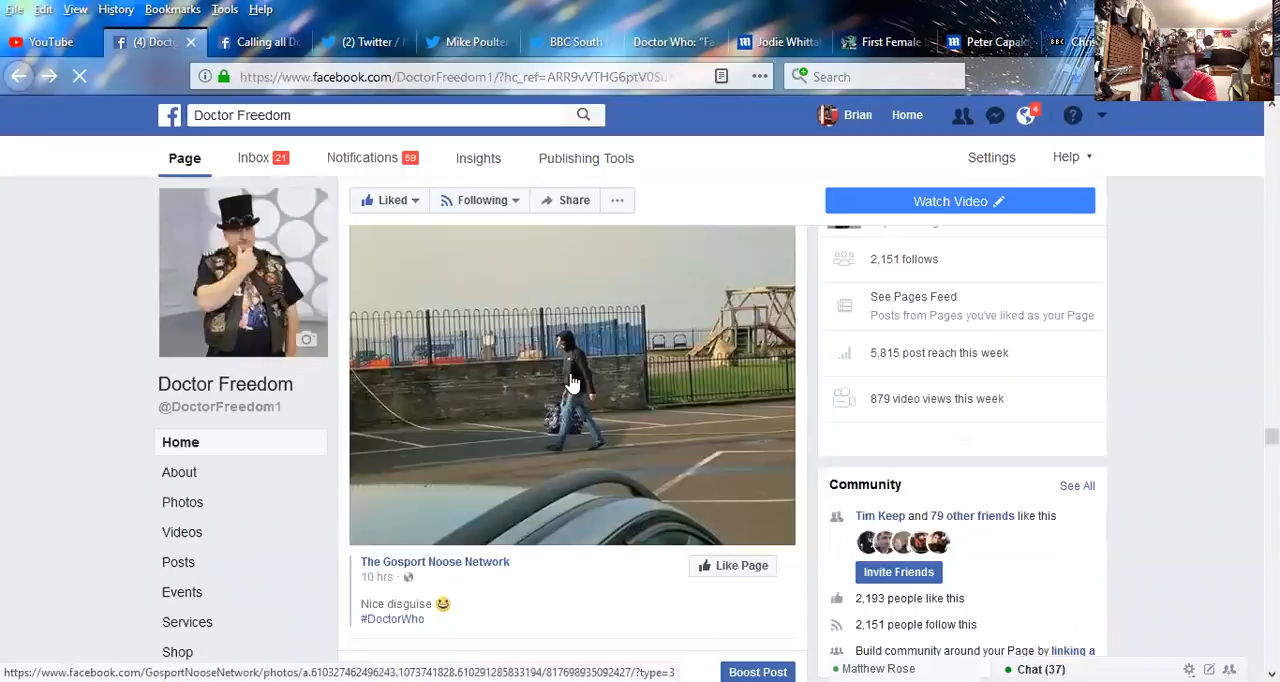 File Edit View History Bookmarks Tools Help
YouTube
(4) Docto
Calling all D
(2) Twitter /
Mike Poulter
BBC South
Doctor Who: "Fa
Jodie Whitta
First Female
Peter Capal
BBC Chris
https://www.facebook.com/DoctorFreedom1/?hc_ref=ARR9vVTHG6ptV0Su
Search
Doctor Freedom
Brian Home
4
Page Inbox 21 Notifications 59 Insights Publishing Tools Settings Help
Liked Following Share
Watch Video
2,151 follows
See Pages Feed
Posts from Pages you've liked as your Page
5,815 post reach this week
879 video views this week
Doctor Freedom
@DoctorFreedom1
Home
About
Photos
Videos
Posts
Events
Services
Shop
The Gosport Noose Network
10 hrs ·
Like Page
Nice disguise
#DoctorWho
Boost Post
Community See All
Tim Keep and 79 other friends like this
Invite Friends
2,193 people like this
2,151 people follow this
Build community around your Page by linking a
Matthew Rose
Chat (37)
https://www.facebook.com/GosportNooseNetwork/photos/a.610327462496243.1073741828.610291285833194/817698935092427/?type=3